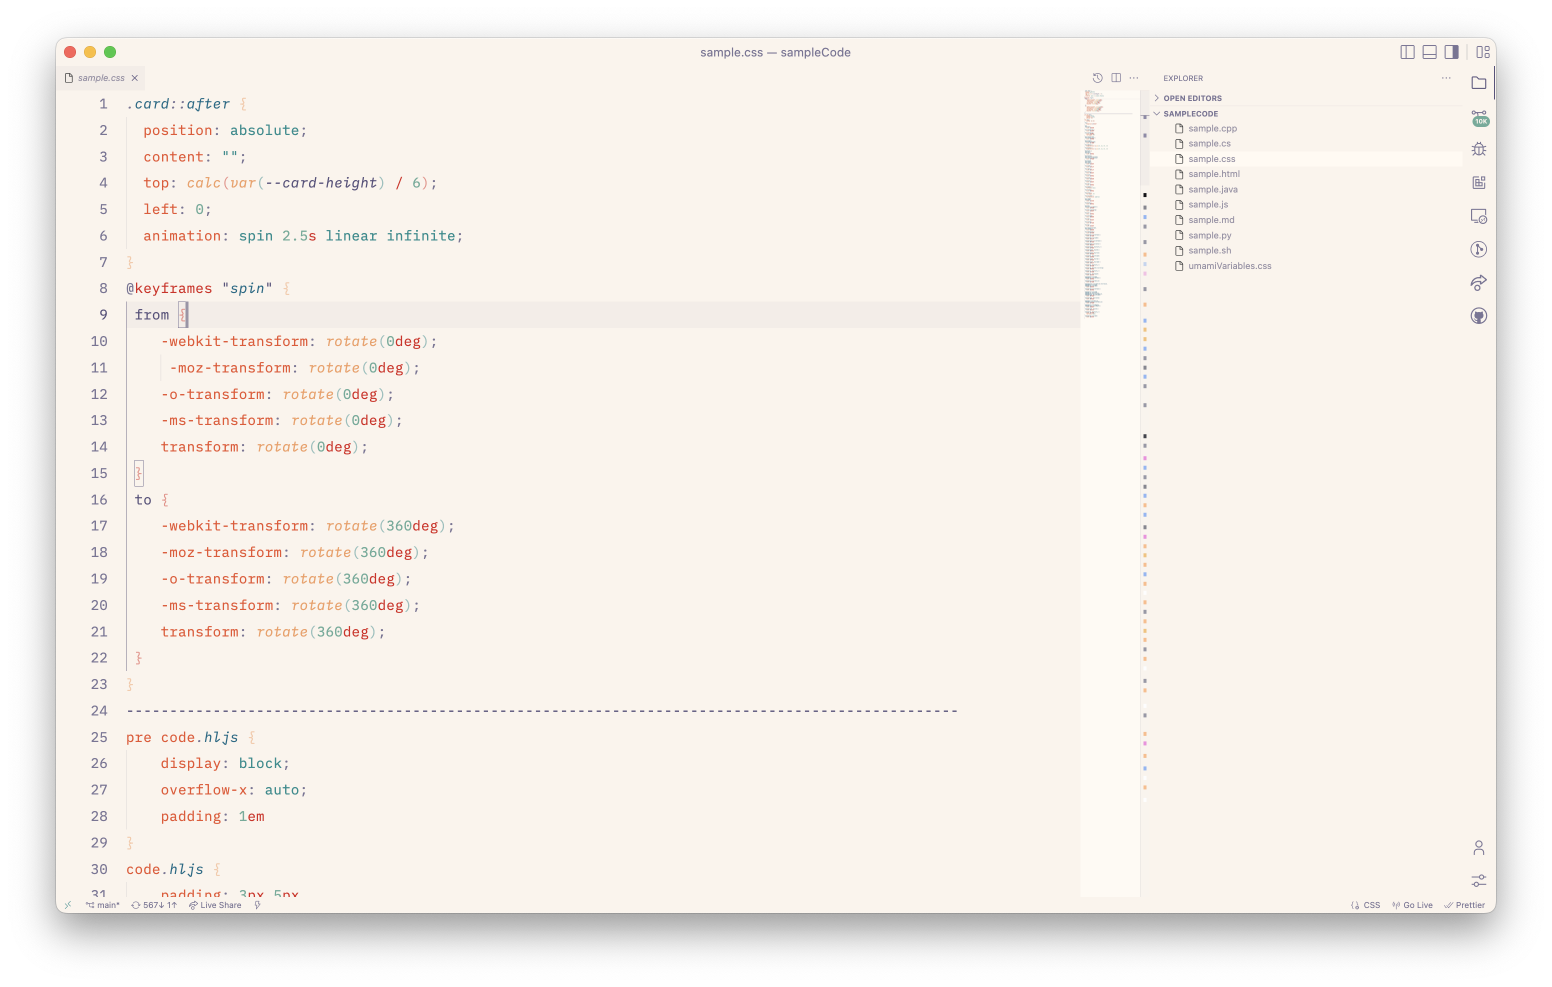 sample.css — sampleCode
sample.css
1 .card::after {
2 position: absolute;
3 content: "";
4 top: calc(var(--card-height) / 6);
5 left: 0;
6 animation: spin 2.5s linear infinite;
7 }
8 @keyframes "spin" {
9 from {
10 -webkit-transform: rotate(0deg);
11 -moz-transform: rotate(0deg);
12 -o-transform: rotate(0deg);
13 -ms-transform: rotate(0deg);
14 transform: rotate(0deg);
15 }
16 to {
17 -webkit-transform: rotate(360deg);
18 -moz-transform: rotate(360deg);
19 -o-transform: rotate(360deg);
20 -ms-transform: rotate(360deg);
21 transform: rotate(360deg);
22 }
23 }
24 ------------------------------------------------------------------------------------------------
25 pre code.hljs {
26 display: block;
27 overflow-x: auto;
28 padding: 1em
29 }
30 code.hljs {
31 padding: 3px 5px
EXPLORER
OPEN EDITORS
SAMPLECODE
sample.cpp
sample.cs
sample.css
sample.html
sample.java
sample.js
sample.md
sample.py
sample.sh
umamiVariables.css
10K
main* 567↓ 1↑ Live Share
CSS Go Live Prettier